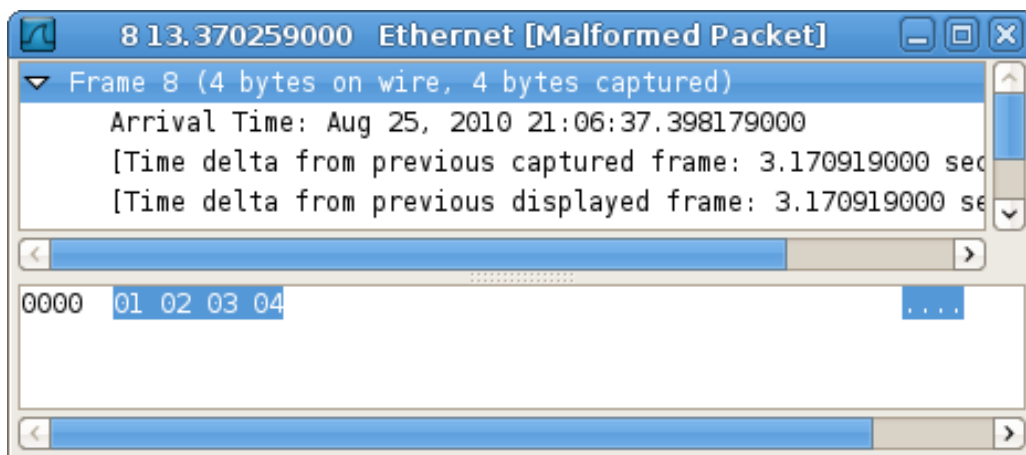 8 13.370259000 Ethernet [Malformed Packet]
Frame 8 (4 bytes on wire, 4 bytes captured)
Arrival Time: Aug 25, 2010 21:06:37.398179000
[Time delta from previous captured frame: 3.170919000 sec
[Time delta from previous displayed frame: 3.170919000 se
0000 01 02 03 04 ....